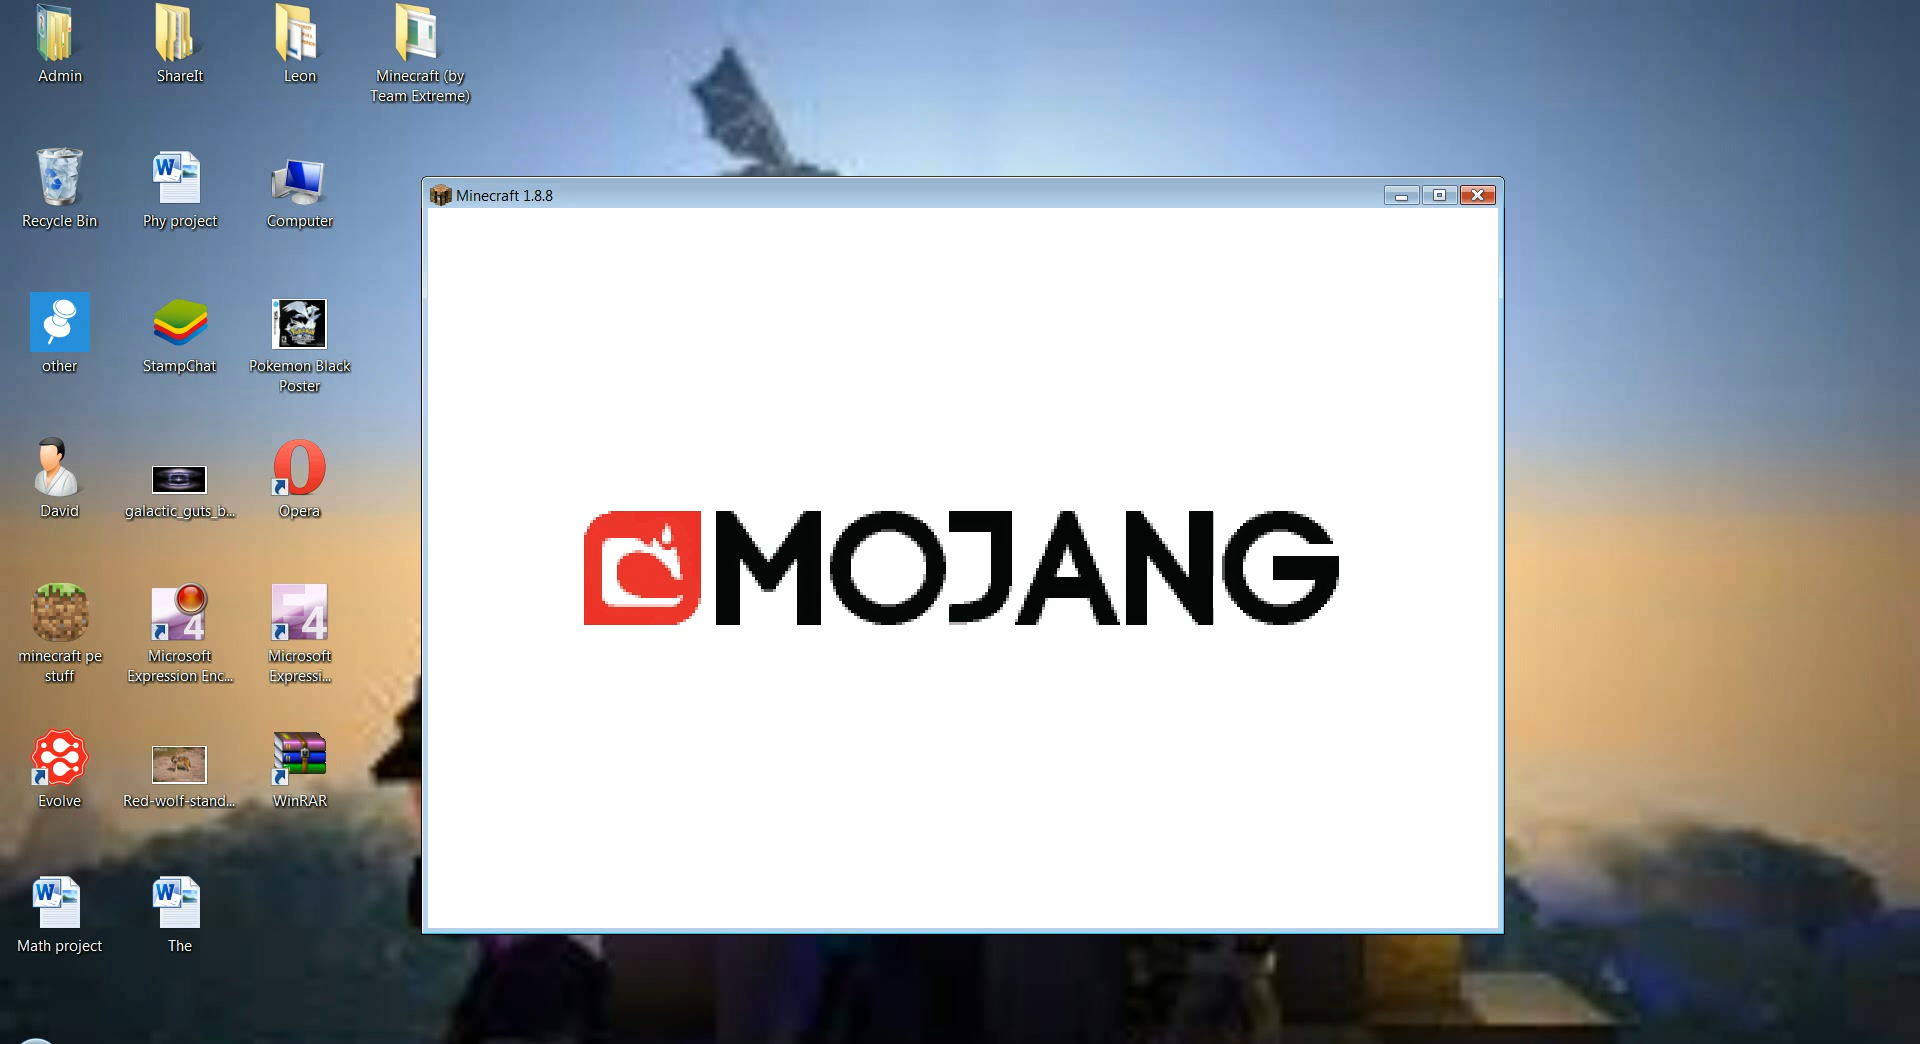 Admin
ShareIt
Leon
Minecraft (by
Team Extreme)
Recycle Bin
Phy project
Computer
Minecraft 1.8.8
other
StampChat
Pokemon Black
Poster
David
galactic_guts_b...
Opera
MOJANG
minecraft pe
stuff
Microsoft
Expression Enc...
Microsoft
Expressi...
Evolve
Red-wolf-stand...
WinRAR
Math project
The